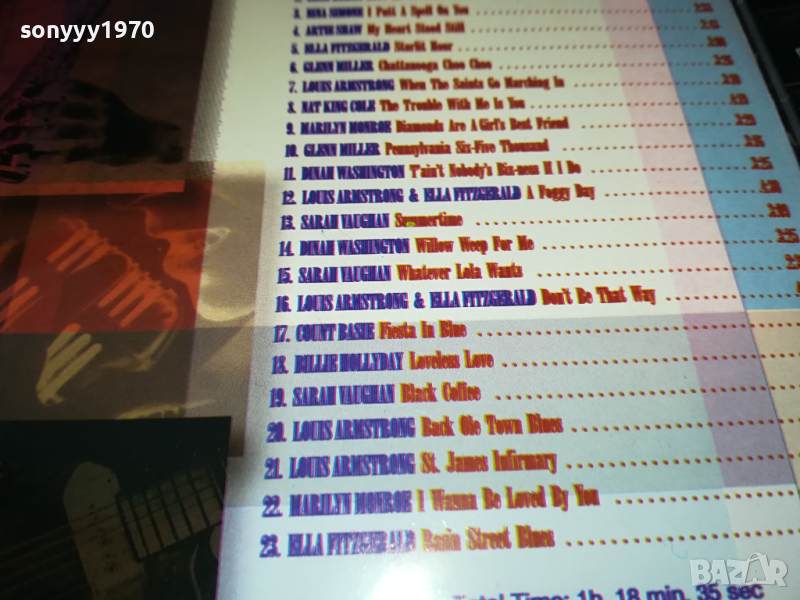 sonyyy1970
3. NINA SIMONE I Putt A Spell On You
4. ARTIE SHAW My Heart Stood Still
5. ELLA FITZGERALD Starlit Hour
6. GLENN MILLER Chattanooga Choo Choo
7. LOUIS ARMSTRONG When The Saints Go Marching In
8. NAT KING COLE The Trouble With Me Is You
9. MARILYN MONROE Diamonds Are A Girl's Best Friend
10. GLENN MILLER Pennsylvania Six-Five Thousand
11. DINAH WASHINGTON T'ain't Nobody's Biz-ness If I Do
12. LOUIS ARMSTRONG & ELLA FITZGERALD A Foggy Day
13. SARAH VAUGHAN Summertime
14. DINAH WASHINGTON Willow Weep For Me
15. SARAH VAUGHAN Whatever Lola Wants
16. LOUIS ARMSTRONG & ELLA FITZGERALD Don't Be That Way
17. COUNT BASIE Fiesta In Blue
18. BILLIE HOLLYDAY Loveless Love
19. SARAH VAUGHAN Black Coffee
20. LOUIS ARMSTRONG Back Ole Town Blues
21. LOUIS ARMSTRONG St. James Infirmary
22. MARILYN MONROE I Wanna Be Loved By You
23. ELLA FITZGERALD Basin Street Blues
Total Time: 1h, 18 min, 35 sec
BAZAR